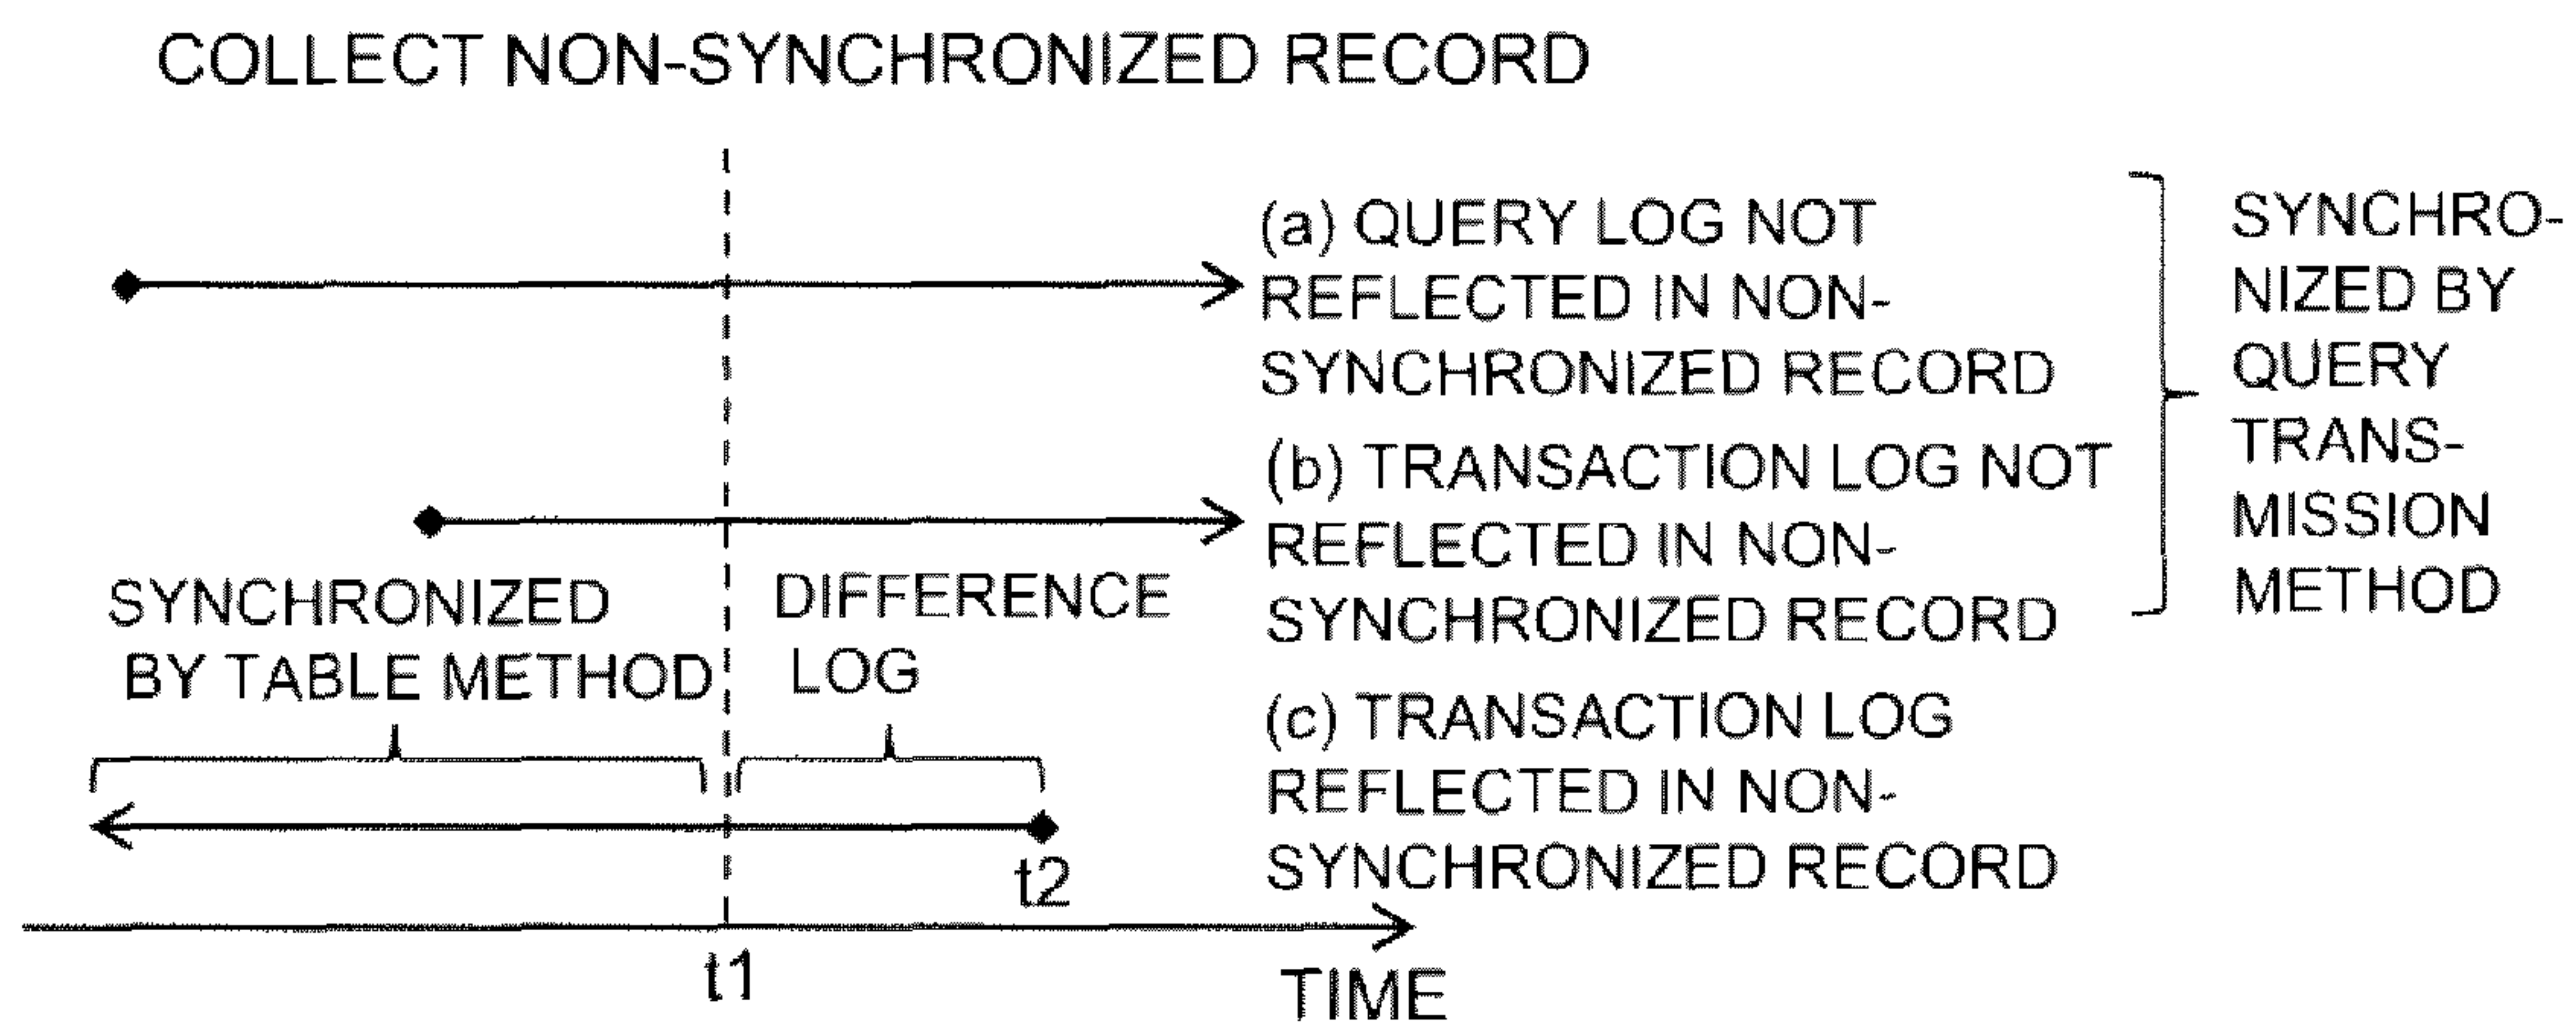 COLLECT NON-SYNCHRONIZED RECORD
(a) QUERY LOG NOT
REFLECTED IN NON-
SYNCHRONIZED RECORD
(b) TRANSACTION LOG NOT
REFLECTED IN NON-
SYNCHRONIZED RECORD
SYNCHRO-
NIZED BY
QUERY
TRANS-
MISSION
METHOD
SYNCHRONIZED
BY TABLE METHOD
DIFFERENCE
LOG
(c) TRANSACTION LOG
REFLECTED IN NON-
SYNCHRONIZED RECORD
t2
t1
TIME